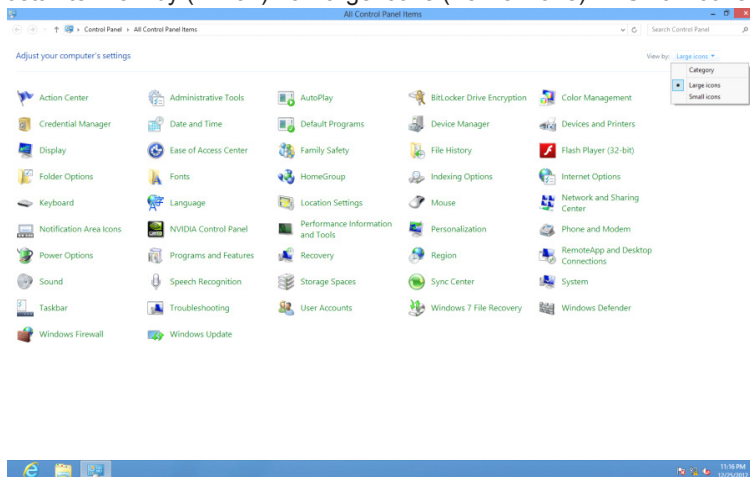 All Control Panel Items
Control Panel ▸ All Control Panel Items
Search Control Panel
Adjust your computer's settings
View by: Large icons
Category
Large icons
Small icons
Action Center
Administrative Tools
AutoPlay
BitLocker Drive Encryption
Color Management
Credential Manager
Date and Time
Default Programs
Device Manager
Devices and Printers
Display
Ease of Access Center
Family Safety
File History
Flash Player (32-bit)
Folder Options
Fonts
HomeGroup
Indexing Options
Internet Options
Keyboard
Language
Location Settings
Mouse
Network and Sharing
Center
Notification Area Icons
NVIDIA Control Panel
Performance Information
and Tools
Personalization
Phone and Modem
Power Options
Programs and Features
Recovery
Region
RemoteApp and Desktop
Connections
Sound
Speech Recognition
Storage Spaces
Sync Center
System
Taskbar
Troubleshooting
User Accounts
Windows 7 File Recovery
Windows Defender
Windows Firewall
Windows Update
11:16 PM